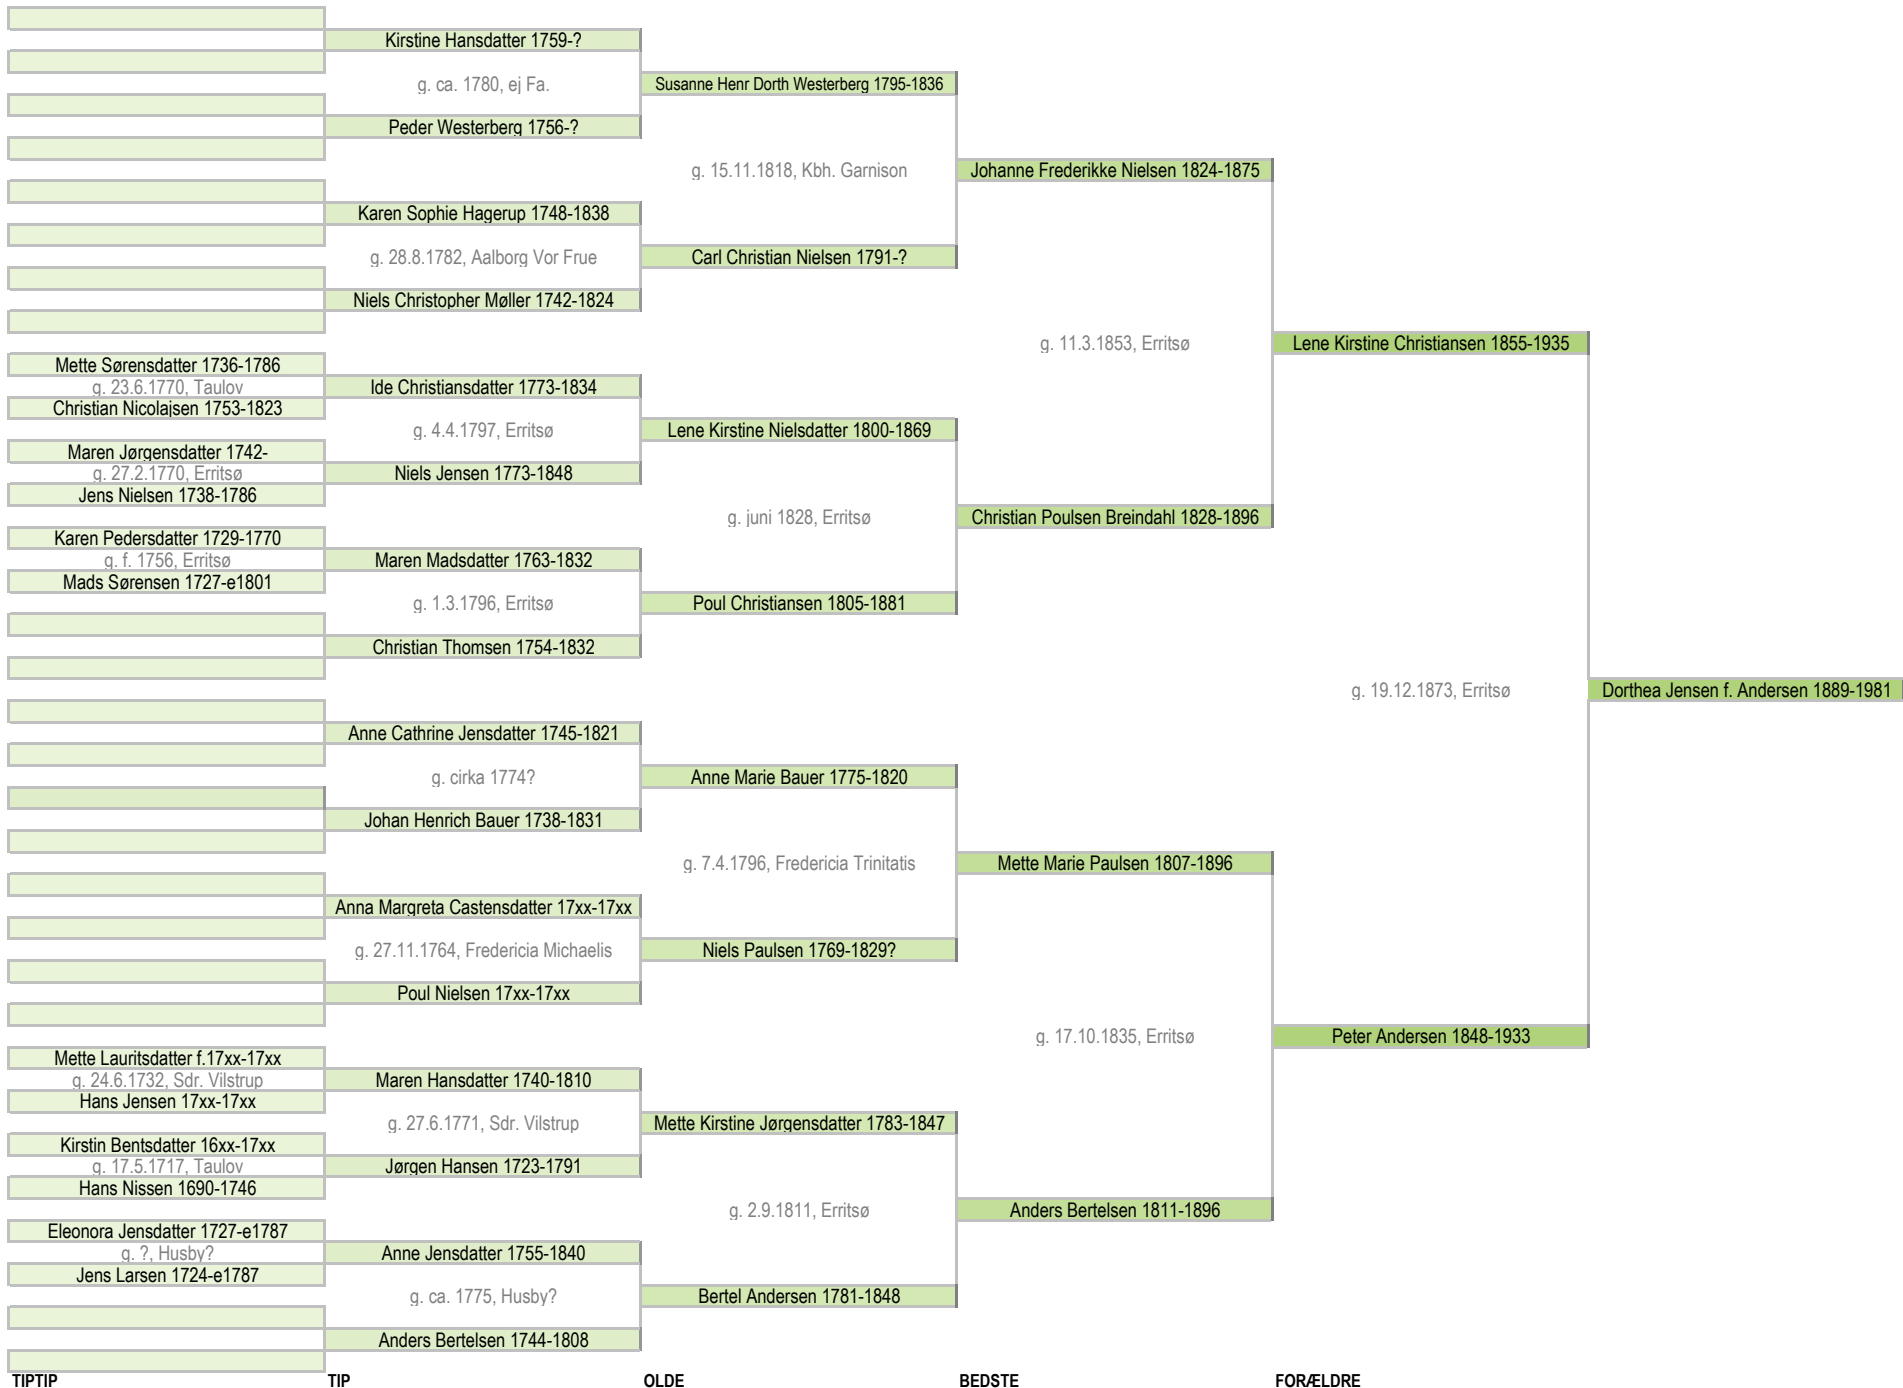 Kirstine Hansdatter 1759-?
g. ca. 1780, ej Fa.
Susanne Henr Dorth Westerberg 1795-1836
Peder Westerberg 1756-?
g. 15.11.1818, Kbh. Garnison
Johanne Frederikke Nielsen 1824-1875
Karen Sophie Hagerup 1748-1838
g. 28.8.1782, Aalborg Vor Frue
Carl Christian Nielsen 1791-?
Niels Christopher Møller 1742-1824
g. 11.3.1853, Erritsø
Lene Kirstine Christiansen 1855-1935
Mette Sørensdatter 1736-1786
g. 23.6.1770, Taulov
Ide Christiansdatter 1773-1834
Christian Nicolajsen 1753-1823
g. 4.4.1797, Erritsø
Lene Kirstine Nielsdatter 1800-1869
Maren Jørgensdatter 1742-
g. 27.2.1770, Erritsø
Niels Jensen 1773-1848
Jens Nielsen 1738-1786
g. juni 1828, Erritsø
Christian Poulsen Breindahl 1828-1896
Karen Pedersdatter 1729-1770
g. f. 1756, Erritsø
Maren Madsdatter 1763-1832
Mads Sørensen 1727-e1801
g. 1.3.1796, Erritsø
Poul Christiansen 1805-1881
Christian Thomsen 1754-1832
g. 19.12.1873, Erritsø
Dorthea Jensen f. Andersen 1889-1981
Anne Cathrine Jensdatter 1745-1821
g. cirka 1774?
Anne Marie Bauer 1775-1820
Johan Henrich Bauer 1738-1831
g. 7.4.1796, Fredericia Trinitatis
Mette Marie Paulsen 1807-1896
Anna Margreta Castensdatter 17xx-17xx
g. 27.11.1764, Fredericia Michaelis
Niels Paulsen 1769-1829?
Poul Nielsen 17xx-17xx
g. 17.10.1835, Erritsø
Peter Andersen 1848-1933
Mette Lauritsdatter f.17xx-17xx
g. 24.6.1732, Sdr. Vilstrup
Maren Hansdatter 1740-1810
Hans Jensen 17xx-17xx
g. 27.6.1771, Sdr. Vilstrup
Mette Kirstine Jørgensdatter 1783-1847
Kirstin Bentsdatter 16xx-17xx
g. 17.5.1717, Taulov
Jørgen Hansen 1723-1791
Hans Nissen 1690-1746
g. 2.9.1811, Erritsø
Anders Bertelsen 1811-1896
Eleonora Jensdatter 1727-e1787
g. ?, Husby?
Anne Jensdatter 1755-1840
Jens Larsen 1724-e1787
g. ca. 1775, Husby?
Bertel Andersen 1781-1848
Anders Bertelsen 1744-1808
TIPTIP TIP OLDE BEDSTE FORÆLDRE